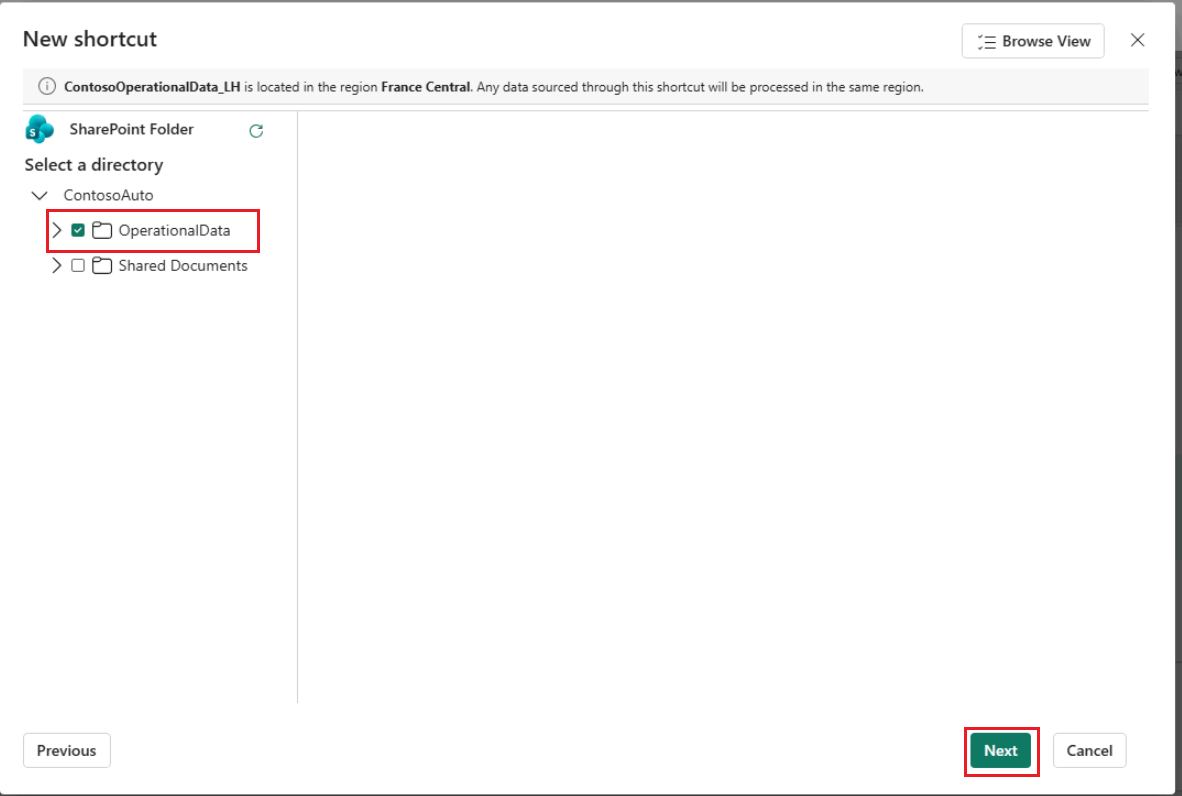 New shortcut
Browse View
ContosoOperationalData_LH is located in the region France Central. Any data sourced through this shortcut will be processed in the same region.
SharePoint Folder
Select a directory
ContosoAuto
OperationalData
Shared Documents
Previous
Next
Cancel